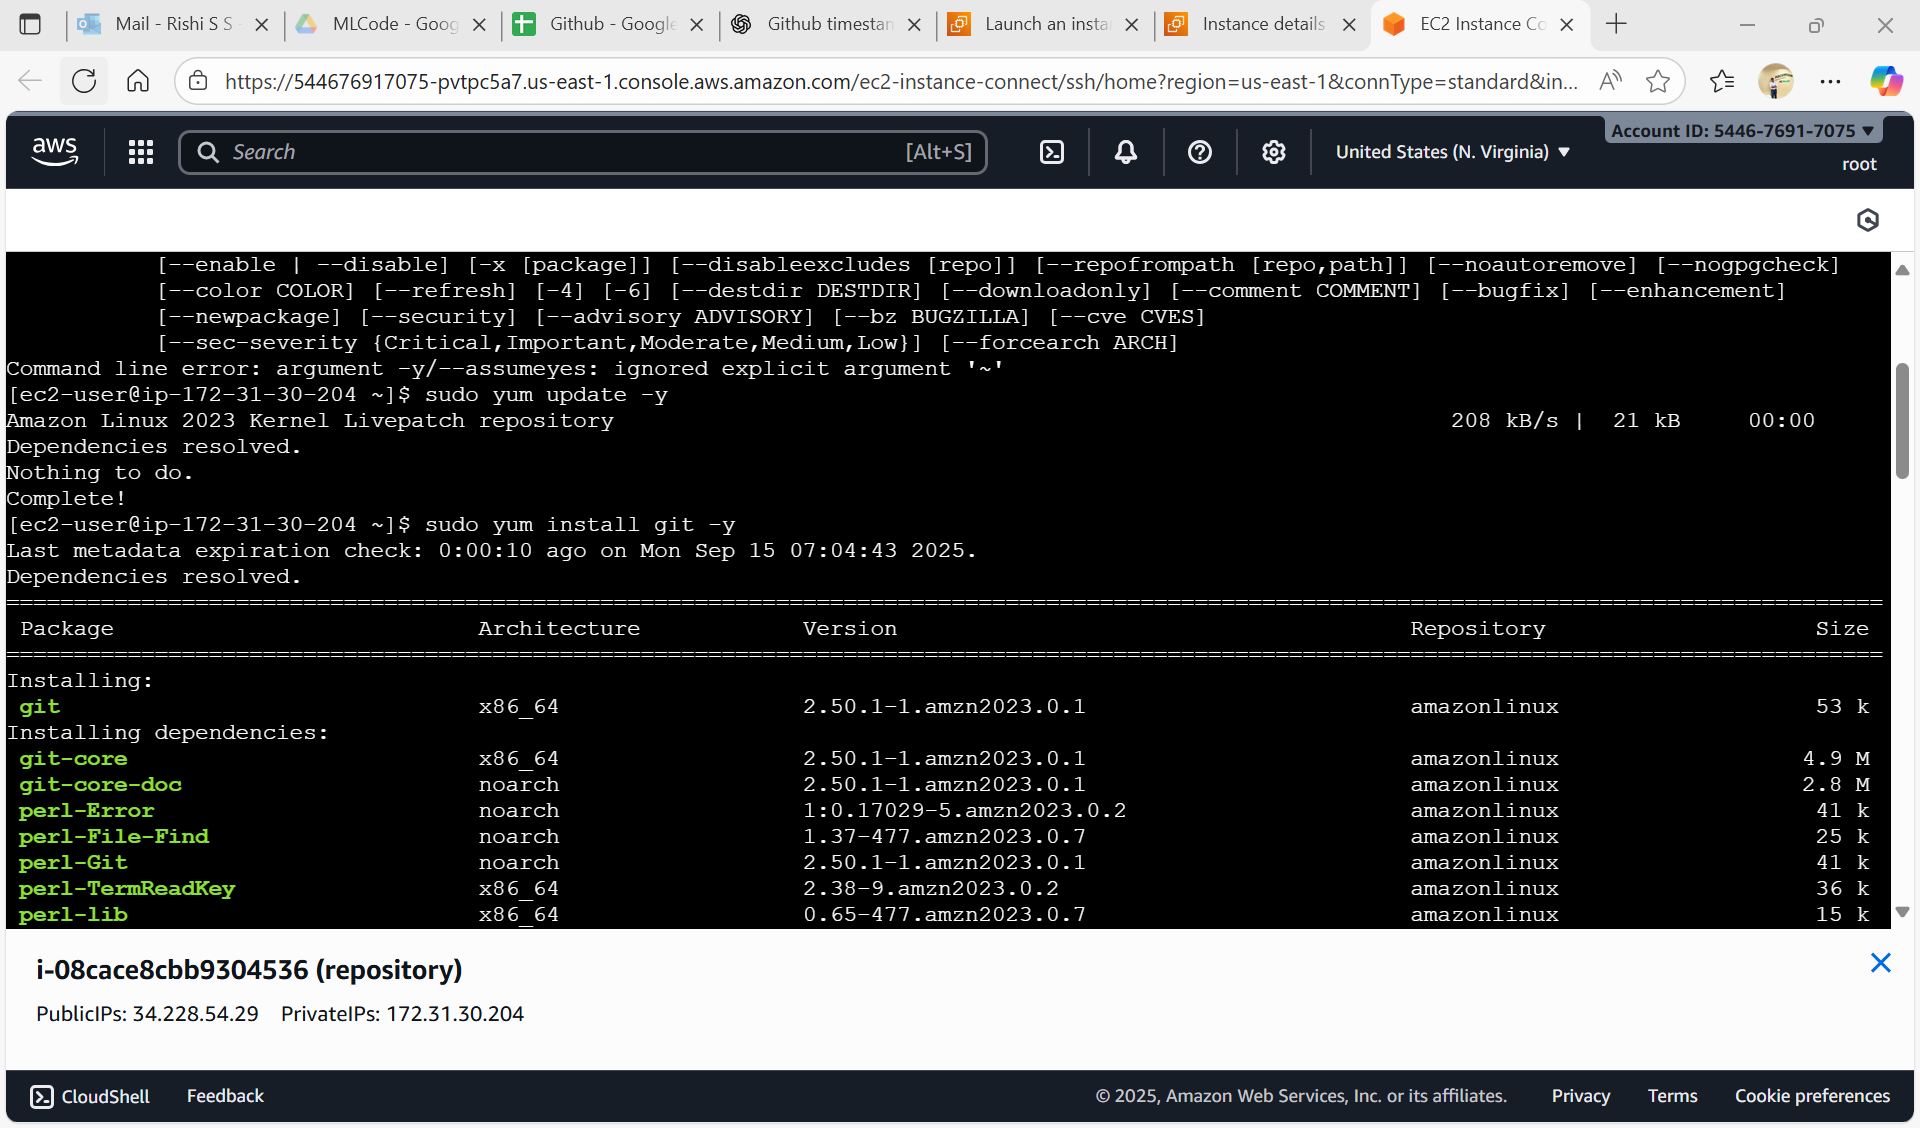 Mail - Rishi S S -
MLCode - Goog
Github - Google
Github timestan
Launch an insta
Instance details
EC2 Instance Co
https://544676917075-pvtpc5a7.us-east-1.console.aws.amazon.com/ec2-instance-connect/ssh/home?region=us-east-1&connType=standard&in...
aws
Search
[Alt+S]
United States (N. Virginia)
Account ID: 5446-7691-7075
root
[--enable | --disable] [-x [package]] [--disableexcludes [repo]] [--repofrompath [repo,path]] [--noautoremove] [--nogpgcheck]
[--color COLOR] [--refresh] [-4] [-6] [--destdir DESTDIR] [--downloadonly] [--comment COMMENT] [--bugfix] [--enhancement]
[--newpackage] [--security] [--advisory ADVISORY] [--bz BUGZILLA] [--cve CVES]
[--sec-severity {Critical,Important,Moderate,Medium,Low}] [--forcearch ARCH]
Command line error: argument -y/--assumeyes: ignored explicit argument '~'
[ec2-user@ip-172-31-30-204 ~]$ sudo yum update -y
Amazon Linux 2023 Kernel Livepatch repository 208 kB/s | 21 kB 00:00
Dependencies resolved.
Nothing to do.
Complete!
[ec2-user@ip-172-31-30-204 ~]$ sudo yum install git -y
Last metadata expiration check: 0:00:10 ago on Mon Sep 15 07:04:43 2025.
Dependencies resolved.
Package Architecture Version Repository Size
Installing:
git x86_64 2.50.1-1.amzn2023.0.1 amazonlinux 53 k
Installing dependencies:
git-core x86_64 2.50.1-1.amzn2023.0.1 amazonlinux 4.9 M
git-core-doc noarch 2.50.1-1.amzn2023.0.1 amazonlinux 2.8 M
perl-Error noarch 1:0.17029-5.amzn2023.0.2 amazonlinux 41 k
perl-File-Find noarch 1.37-477.amzn2023.0.7 amazonlinux 25 k
perl-Git noarch 2.50.1-1.amzn2023.0.1 amazonlinux 41 k
perl-TermReadKey x86_64 2.38-9.amzn2023.0.2 amazonlinux 36 k
perl-lib x86_64 0.65-477.amzn2023.0.7 amazonlinux 15 k
i-08cace8cbb9304536 (repository)
PublicIPs: 34.228.54.29 PrivateIPs: 172.31.30.204
CloudShell
Feedback
© 2025, Amazon Web Services, Inc. or its affiliates.
Privacy
Terms
Cookie preferences